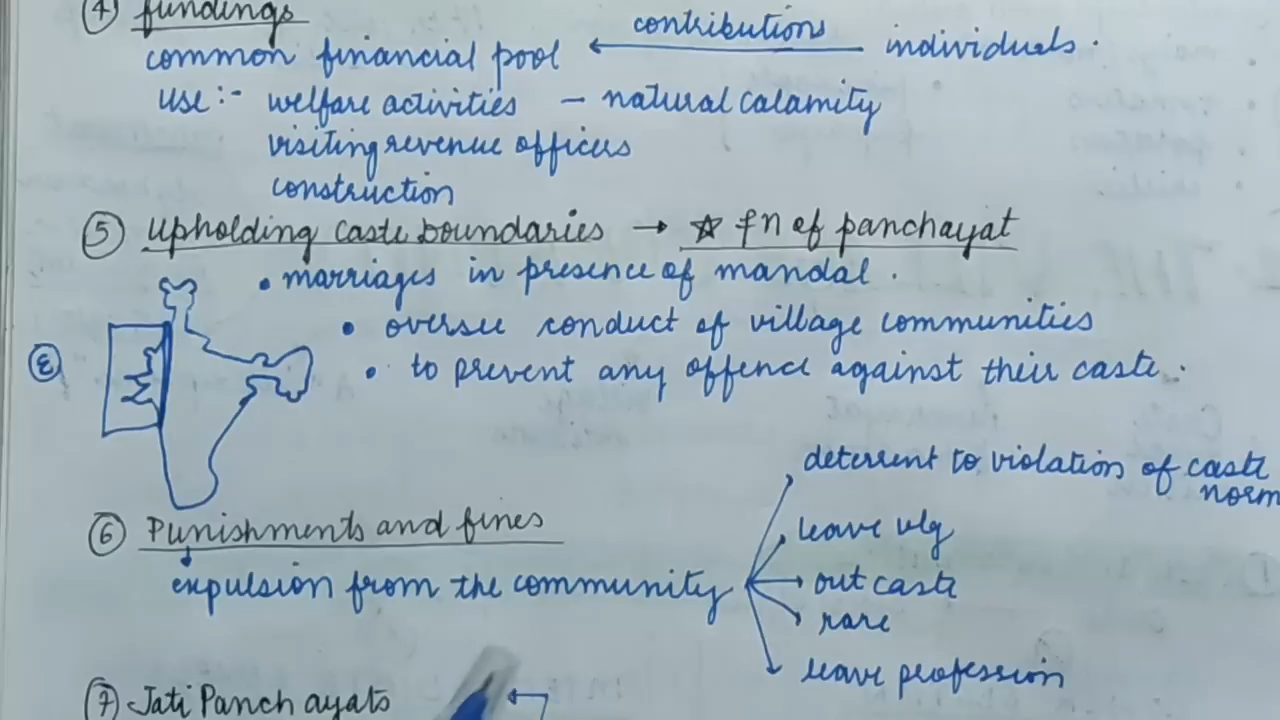 ④ fundings
common financial pool ← contributions individuals.
use :- welfare activities - natural calamity
visiting revenue officers
construction
⑤ Upholding caste boundaries → ☆ fn of panchayat
• marriages in presence of mandal.
• oversee conduct of village communities
• to prevent any offence against their caste.
⑥ Punishments and fines
expulsion from the community
deterrent to violation of caste norm
leave vlg
out caste
rare
leave profession
⑦ Jati Panchayats